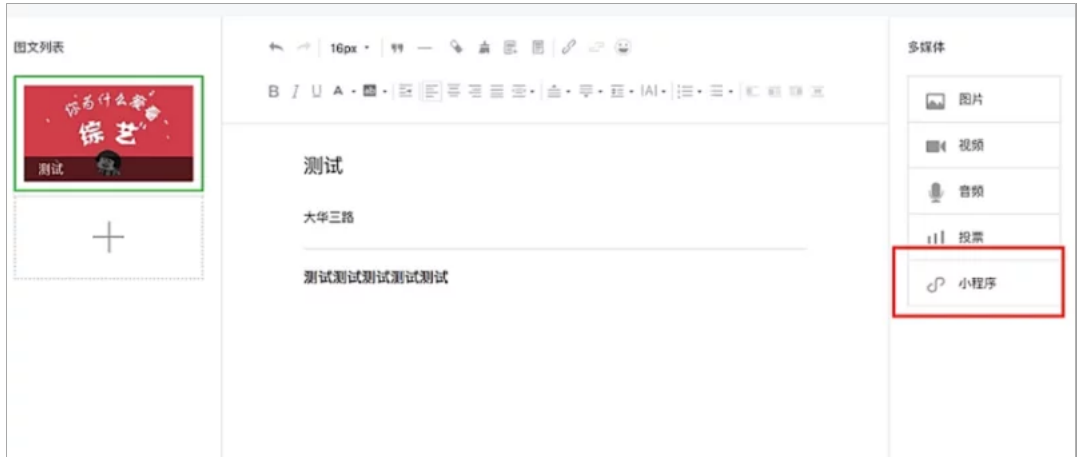 图文列表
你为什么爱看
综艺
测试
16px
B I U A
测试
大华三路
测试测试测试测试测试
多媒体
图片
视频
音频
投票
小程序